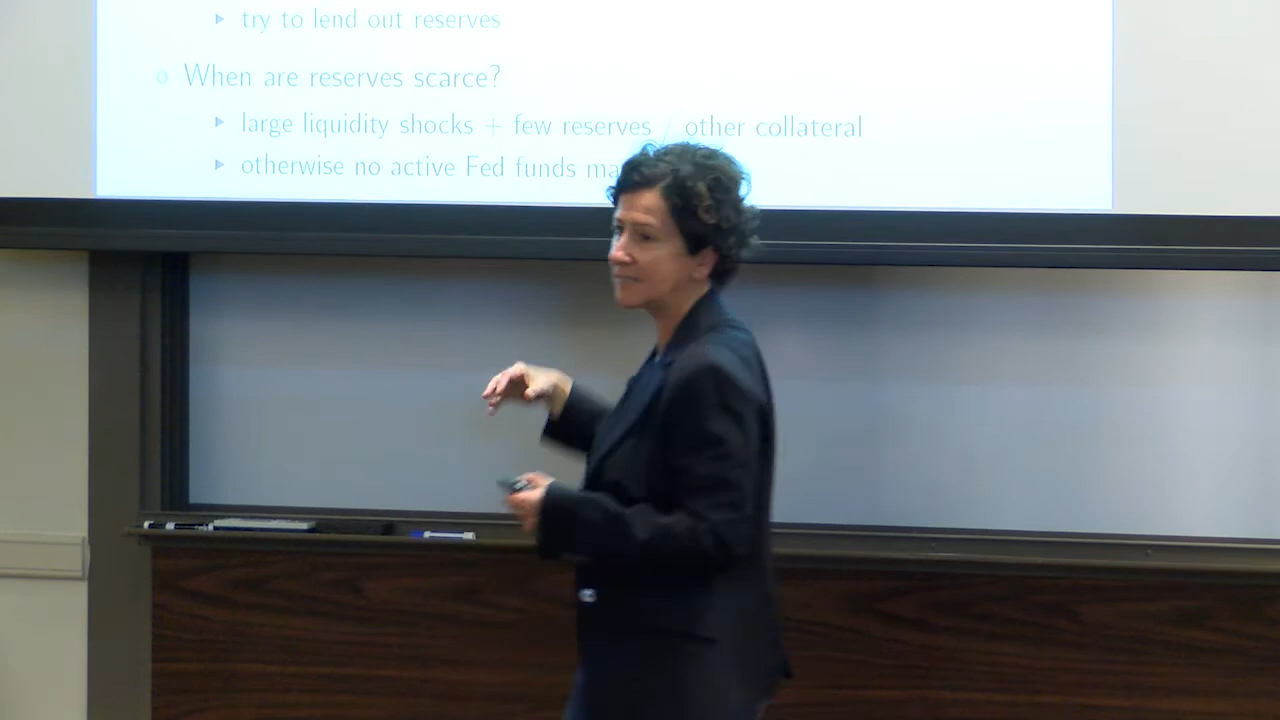 try to lend out reserves
When are reserves scarce?
large liquidity shocks + few reserves / other collateral
otherwise no active Fed funds